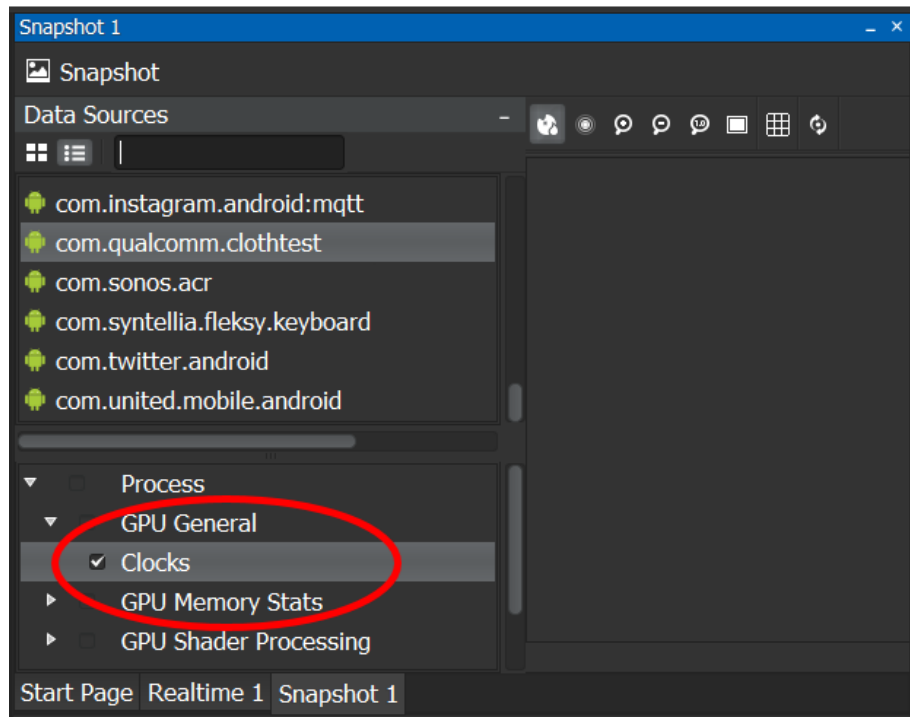 Snapshot 1
Snapshot
Data Sources
1.0
com.instagram.android:mqtt
com.qualcomm.clothtest
com.sonos.acr
com.syntellia.fleksy.keyboard
com.twitter.android
com.united.mobile.android
Process
GPU General
Clocks
GPU Memory Stats
GPU Shader Processing
Start Page Realtime 1 Snapshot 1